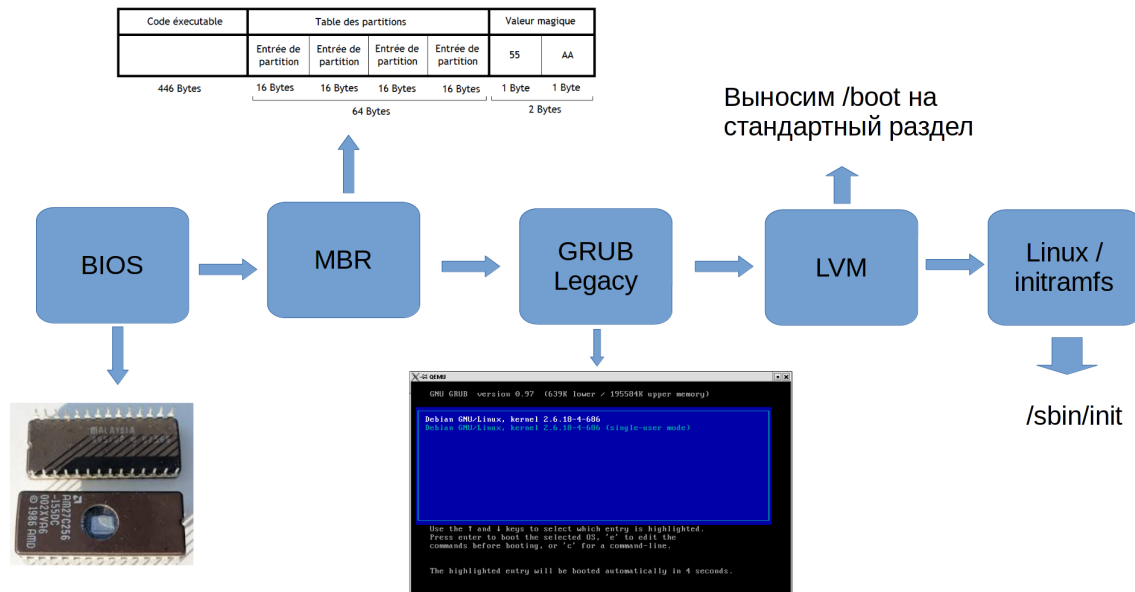 Code éxecutable Table des partitions Valeur magique
Entrée de partition Entrée de partition Entrée de partition Entrée de partition 55 AA
446 Bytes 16 Bytes 16 Bytes 16 Bytes 16 Bytes 1 Byte 1 Byte
64 Bytes 2 Bytes
Выносим /boot на
стандартный раздел
BIOS
MBR
GRUB
Legacy
LVM
Linux /
initramfs
/sbin/init
MALAYSIA
AM27C256
-155DC
© 1986 AMD
QEMU
GNU GRUB version 0.97 (639K lower / 195584K upper memory)
Debian GNU/Linux, kernel 2.6.18-4-686
Debian GNU/Linux, kernel 2.6.18-4-686 (single-user mode)
Use the ↑ and ↓ keys to select which entry is highlighted.
Press enter to boot the selected OS, 'e' to edit the
commands before booting, or 'c' for a command-line.
The highlighted entry will be booted automatically in 4 seconds.